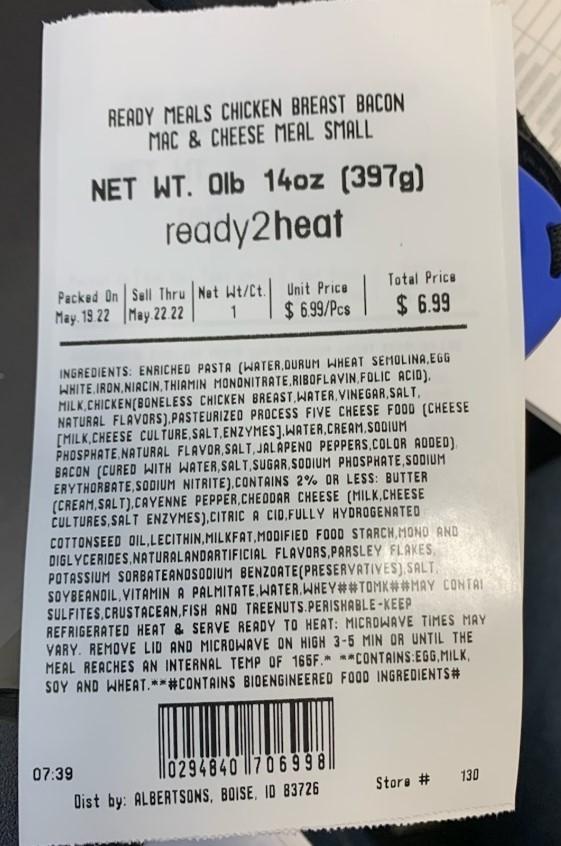 READY MEALS CHICKEN BREAST BACON
MAC & CHEESE MEAL SMALL
NET WT. 0lb 14oz (397g)
ready2heat
Packed On | Sell Thru | Net Wt/Ct. | Unit Price | Total Price
May.19.22 | May.22.22 | 1 | $ 6.99/Pcs | $ 6.99
INGREDIENTS: ENRICHED PASTA (WATER,DURUM WHEAT SEMOLINA,EGG
WHITE,IRON,NIACIN,THIAMIN MONONITRATE,RIBOFLAVIN,FOLIC ACID),
MILK,CHICKEN(BONELESS CHICKEN BREAST,WATER,VINEGAR,SALT,
NATURAL FLAVORS),PASTEURIZED PROCESS FIVE CHEESE FOOD (CHEESE
[MILK,CHEESE CULTURE,SALT,ENZYMES],WATER,CREAM,SODIUM
PHOSPHATE,NATURAL FLAVOR,SALT,JALAPENO PEPPERS,COLOR ADDED),
BACON (CURED WITH WATER,SALT,SUGAR,SODIUM PHOSPHATE,SODIUM
ERYTHORBATE,SODIUM NITRITE),CONTAINS 2% OR LESS: BUTTER
(CREAM,SALT),CAYENNE PEPPER,CHEDDAR CHEESE (MILK,CHEESE
CULTURES,SALT ENZYMES),CITRIC A CID,FULLY HYDROGENATED
COTTONSEED OIL,LECITHIN,MILKFAT,MODIFIED FOOD STARCH,MONO AND
DIGLYCERIDES,NATURALANDARTIFICIAL FLAVORS,PARSLEY FLAKES,
POTASSIUM SORBATEANDSODIUM BENZOATE(PRESERVATIVES),SALT,
SOYBEANOIL,VITAMIN A PALMITATE,WATER,WHEY##TOMK##MAY CONTAI
SULFITES,CRUSTACEAN,FISH AND TREENUTS.PERISHABLE-KEEP
REFRIGERATED HEAT & SERVE READY TO HEAT: MICROWAVE TIMES MAY
VARY. REMOVE LID AND MICROWAVE ON HIGH 3-5 MIN OR UNTIL THE
MEAL REACHES AN INTERNAL TEMP OF 165F.* **CONTAINS:EGG,MILK,
SOY AND WHEAT.**#CONTAINS BIOENGINEERED FOOD INGREDIENTS#
0294840 706998
07:39
Store # 130
Dist by: ALBERTSONS, BOISE, ID 83726